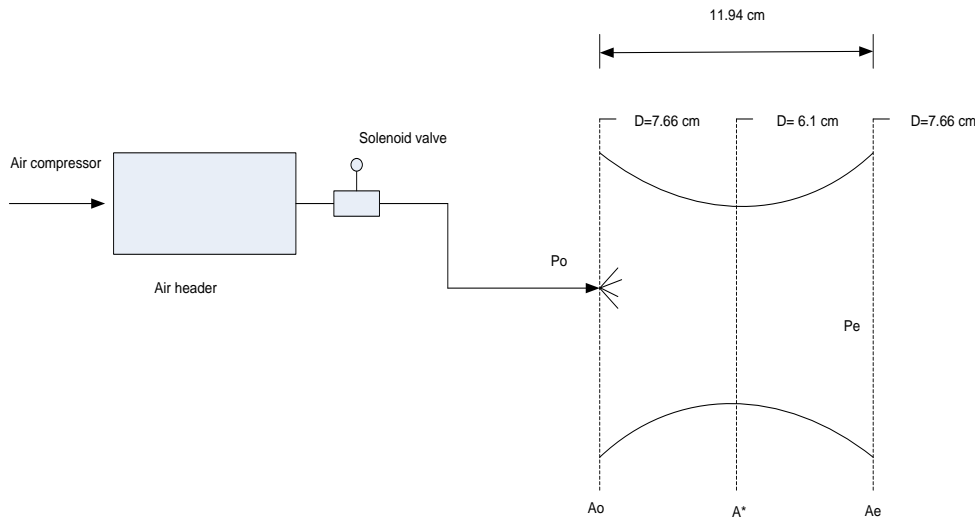 11.94 cm
D=7.66 cm
D= 6.1 cm
D=7.66 cm
Solenoid valve
Air compressor
Po
Air header
Pe
Ao
A*
Ae